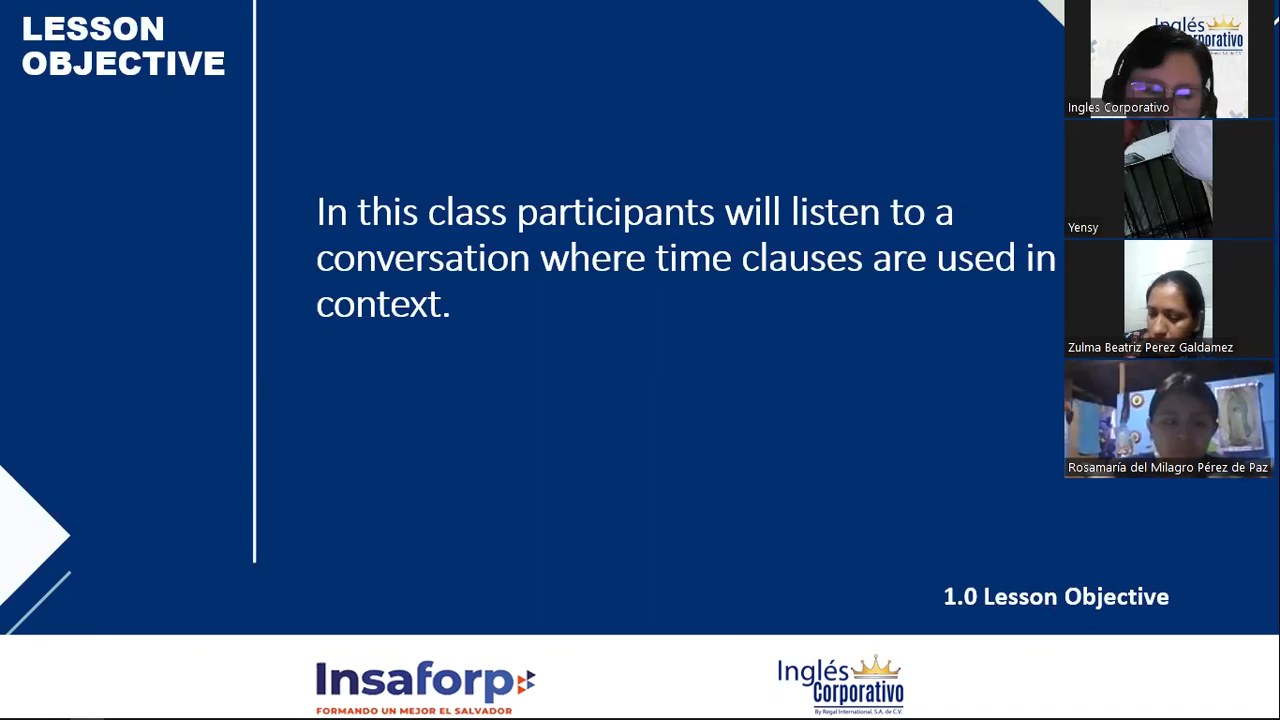 LESSON
OBJECTIVE
In this class participants will listen to a
conversation where time clauses are used in
context.
1.0 Lesson Objective
Insaforp
FORMANDO UN MEJOR EL SALVADOR
Inglés
Corporativo
By Regal International, S.A. de C.V.
Inglés
Corporativo
Ingles Corporativo
Yensy
Zulma Beatriz Perez Galdamez
Rosamaría del Milagro Pérez de Paz